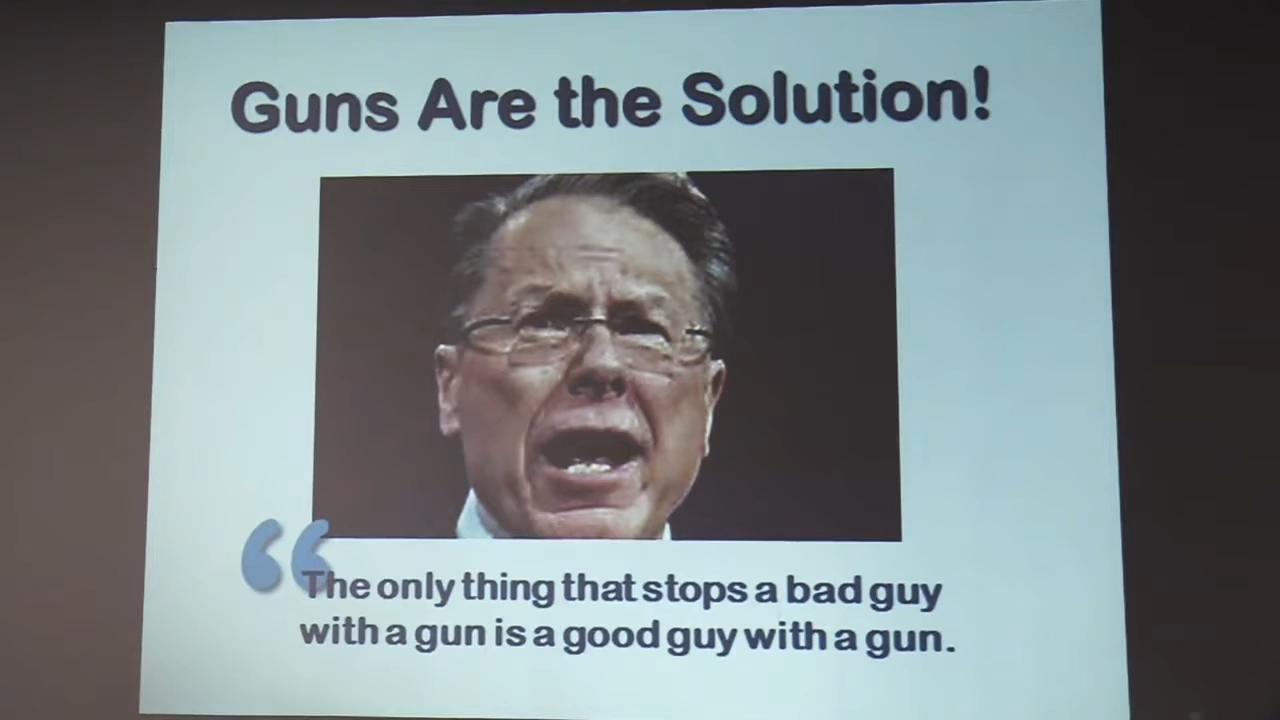 Guns Are the Solution!
“The only thing that stops a bad guy
with a gun is a good guy with a gun.